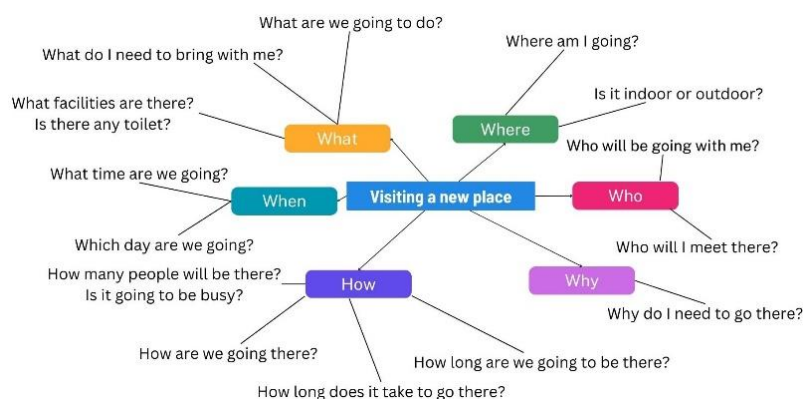 What are we going to do?
What do I need to bring with me?
What facilities are there?
Is there any toilet?
What
Where am I going?
Is it indoor or outdoor?
Where
Who will be going with me?
Who
Who will I meet there?
What time are we going?
When
Which day are we going?
Visiting a new place
How many people will be there?
Is it going to be busy?
How
How are we going there?
How long does it take to go there?
How long are we going to be there?
Why
Why do I need to go there?